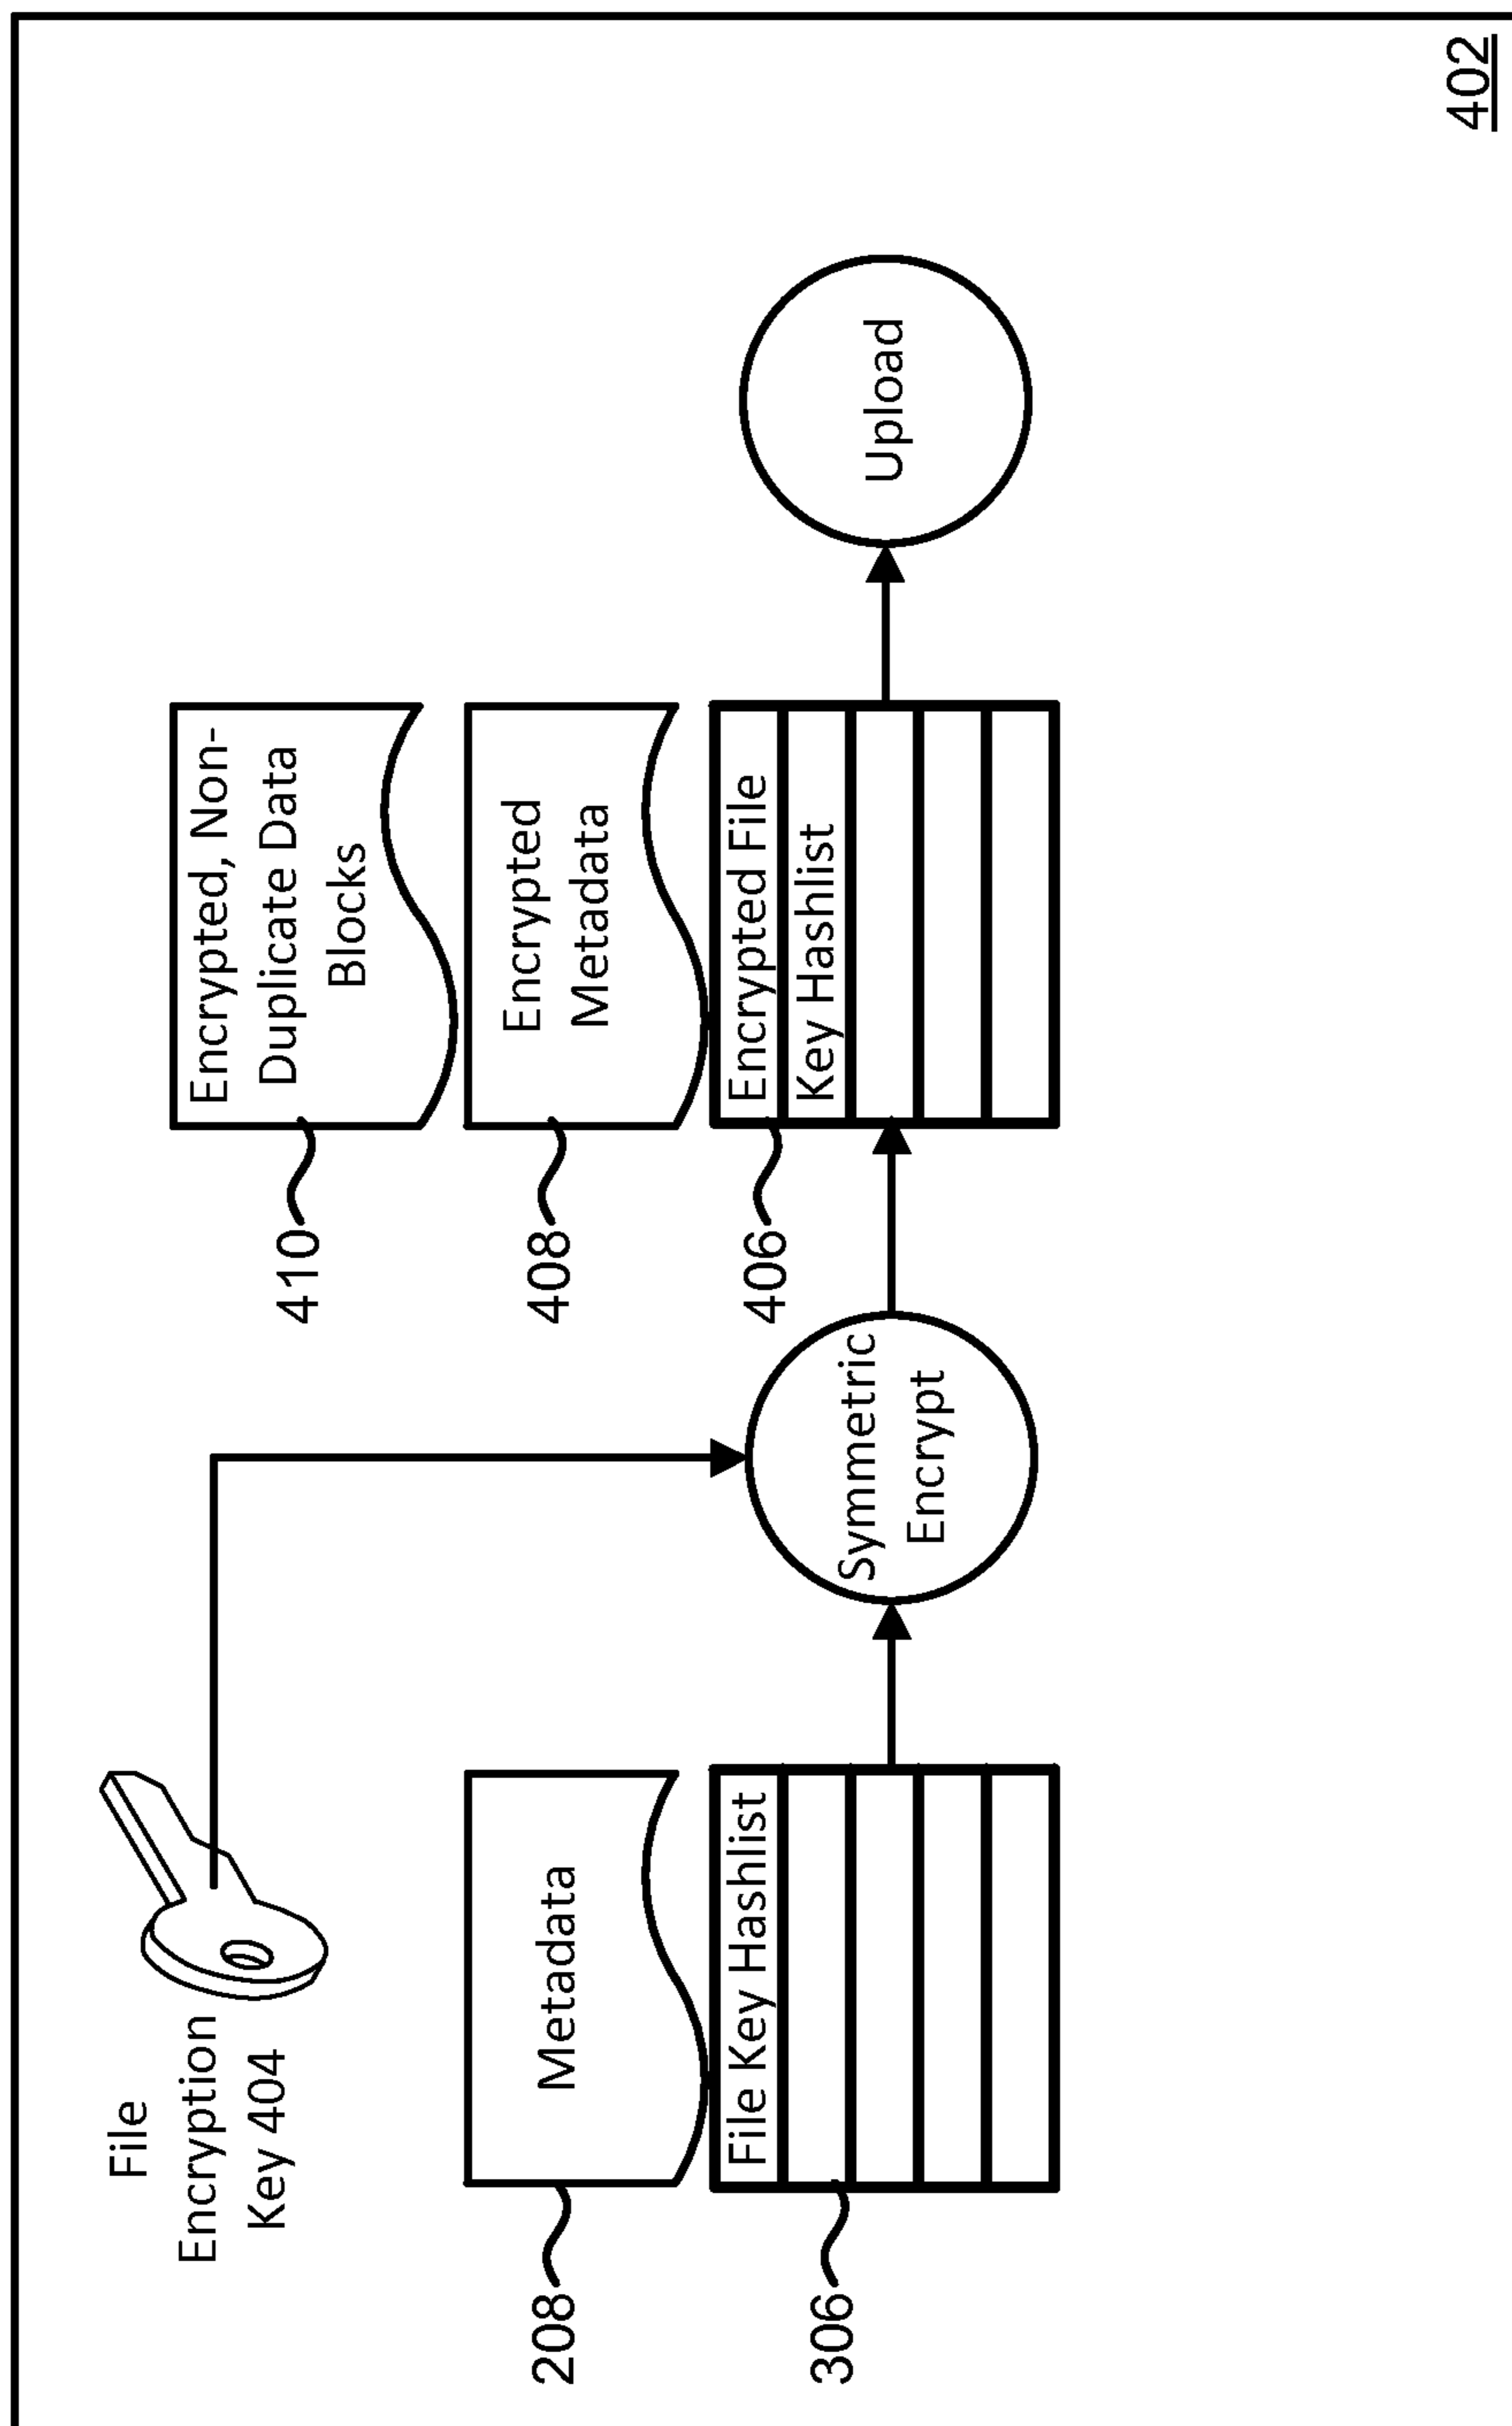 File
Encryption
Key 404
208
Metadata
306
File Key Hashlist
Symmetric
Encrypt
410
Encrypted, Non-
Duplicate Data
Blocks
408
Encrypted
Metadata
406
Encrypted File
Key Hashlist
Upload
402